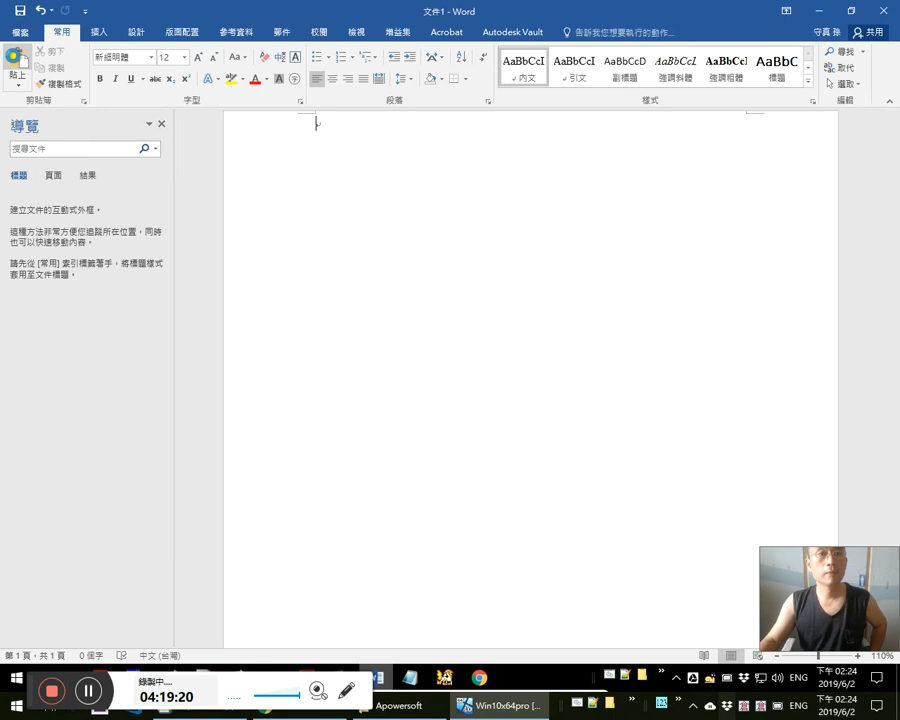 文件1 - Word
檔案 常用 插入 設計 版面配置 參考資料 郵件 校閱 檢視 增益集 Acrobat Autodesk Vault 告訴我您想要執行的動作... 守真 孫 共用
貼上
剪下
複製
複製格式
剪貼簿
新細明體 12
字型
段落
AaBbCcI AaBbCcI AaBbCcD AaBbCcL AaBbCcI AaBbC
內文 引文 副標題 強調斜體 強調粗體 標題
樣式
尋找
取代
選取
編輯
導覽
搜尋文件
標題 頁面 結果
建立文件的互動式外框。
這種方法非常方便您追蹤所在位置，同時
也可以快速移動內容。
請先從 [常用] 索引標籤著手，將標題樣式
套用至文件標題。
第 1 頁，共 1 頁 0 個字 中文 (台灣) 110%
錄製中....
04:19:20
ENG 下午 02:24
2019/6/2
Apowersoft Win10x64pro [... ENG 下午 02:24
2019/6/2